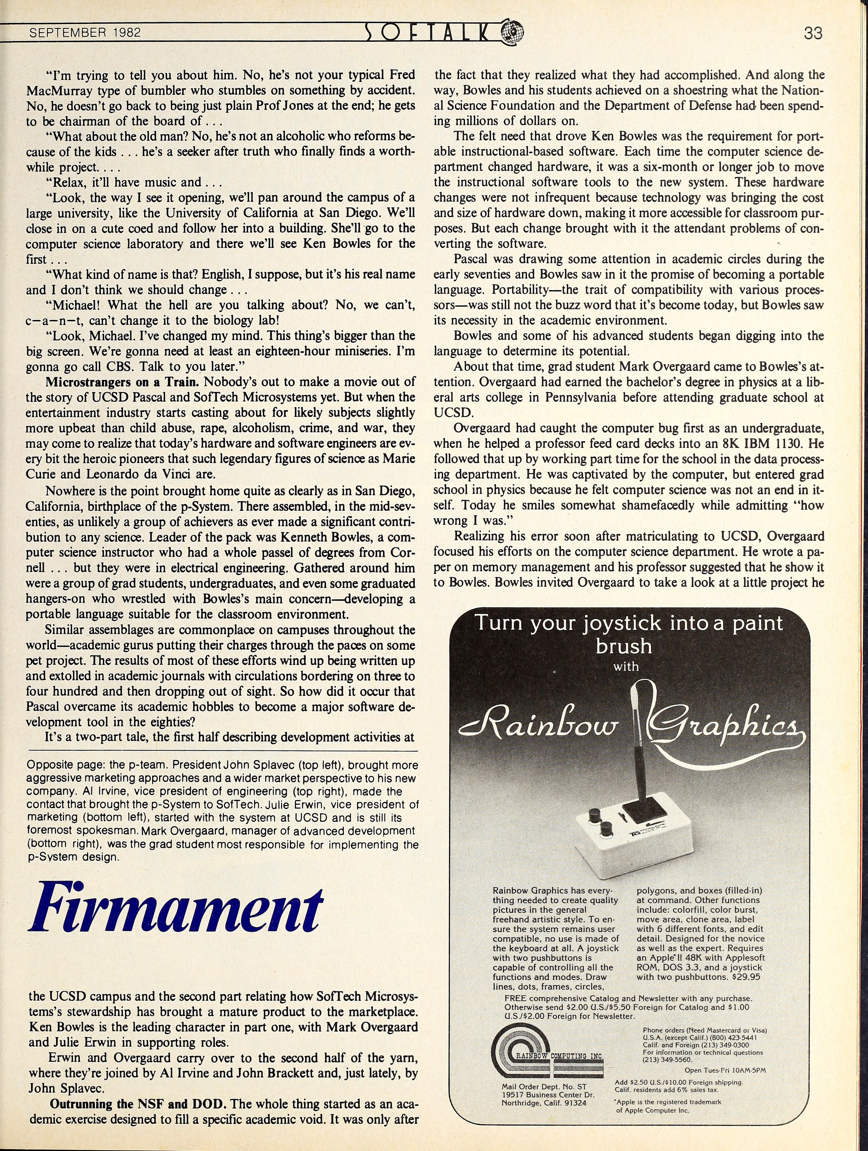 SEPTEMBER 1982
SOFTALK
33
"I'm trying to tell you about him. No, he's not your typical Fred
MacMurray type of bumbler who stumbles on something by accident.
No, he doesn't go back to being just plain Prof Jones at the end; he gets
to be chairman of the board of . . .
"What about the old man? No, he's not an alcoholic who reforms be-
cause of the kids . . . he's a seeker after truth who finally finds a worth-
while project. . . .
"Relax, it'll have music and . . .
"Look, the way I see it opening, we'll pan around the campus of a
large university, like the University of California at San Diego. We'll
close in on a cute coed and follow her into a building. She'll go to the
computer science laboratory and there we'll see Ken Bowles for the
first . . .
"What kind of name is that? English, I suppose, but it's his real name
and I don't think we should change . . .
"Michael! What the hell are you talking about? No, we can't,
c–a–n–t, can't change it to the biology lab!
"Look, Michael. I've changed my mind. This thing's bigger than the
big screen. We're gonna need at least an eighteen-hour miniseries. I'm
gonna go call CBS. Talk to you later."
Microstrangers on a Train. Nobody's out to make a movie out of
the story of UCSD Pascal and SofTech Microsystems yet. But when the
entertainment industry starts casting about for likely subjects slightly
more upbeat than child abuse, rape, alcoholism, crime, and war, they
may come to realize that today's hardware and software engineers are ev-
ery bit the heroic pioneers that such legendary figures of science as Marie
Curie and Leonardo da Vinci are.
Nowhere is the point brought home quite as clearly as in San Diego,
California, birthplace of the p-System. There assembled, in the mid-sev-
enties, as unlikely a group of achievers as ever made a significant contri-
bution to any science. Leader of the pack was Kenneth Bowles, a com-
puter science instructor who had a whole passel of degrees from Cor-
nell . . . but they were in electrical engineering. Gathered around him
were a group of grad students, undergraduates, and even some graduated
hangers-on who wrestled with Bowles's main concern—developing a
portable language suitable for the classroom environment.
Similar assemblages are commonplace on campuses throughout the
world—academic gurus putting their charges through the paces on some
pet project. The results of most of these efforts wind up being written up
and extolled in academic journals with circulations bordering on three to
four hundred and then dropping out of sight. So how did it occur that
Pascal overcame its academic hobbles to become a major software de-
velopment tool in the eighties?
It's a two-part tale, the first half describing development activities at
Opposite page: the p-team. President John Splavec (top left), brought more
aggressive marketing approaches and a wider market perspective to his new
company. Al Irvine, vice president of engineering (top right), made the
contact that brought the p-System to SofTech. Julie Erwin, vice president of
marketing (bottom left), started with the system at UCSD and is still its
foremost spokesman. Mark Overgaard, manager of advanced development
(bottom right), was the grad student most responsible for implementing the
p-System design.
Firmament
the UCSD campus and the second part relating how SofTech Microsys-
tems's stewardship has brought a mature product to the marketplace.
Ken Bowles is the leading character in part one, with Mark Overgaard
and Julie Erwin in supporting roles.
Erwin and Overgaard carry over to the second half of the yarn,
where they're joined by Al Irvine and John Brackett and, just lately, by
John Splavec.
Outrunning the NSF and DOD. The whole thing started as an aca-
demic exercise designed to fill a specific academic void. It was only after
the fact that they realized what they had accomplished. And along the
way, Bowles and his students achieved on a shoestring what the Nation-
al Science Foundation and the Department of Defense had been spend-
ing millions of dollars on.
The felt need that drove Ken Bowles was the requirement for port-
able instructional-based software. Each time the computer science de-
partment changed hardware, it was a six-month or longer job to move
the instructional software tools to the new system. These hardware
changes were not infrequent because technology was bringing the cost
and size of hardware down, making it more accessible for classroom pur-
poses. But each change brought with it the attendant problems of con-
verting the software.
Pascal was drawing some attention in academic circles during the
early seventies and Bowles saw in it the promise of becoming a portable
language. Portability—the trait of compatibility with various proces-
sors—was still not the buzz word that it's become today, but Bowles saw
its necessity in the academic environment.
Bowles and some of his advanced students began digging into the
language to determine its potential.
About that time, grad student Mark Overgaard came to Bowles's at-
tention. Overgaard had earned the bachelor's degree in physics at a lib-
eral arts college in Pennsylvania before attending graduate school at
UCSD.
Overgaard had caught the computer bug first as an undergraduate,
when he helped a professor feed card decks into an 8K IBM 1130. He
followed that up by working part time for the school in the data process-
ing department. He was captivated by the computer, but entered grad
school in physics because he felt computer science was not an end in it-
self. Today he smiles somewhat shamefacedly while admitting "how
wrong I was."
Realizing his error soon after matriculating to UCSD, Overgaard
focused his efforts on the computer science department. He wrote a pa-
per on memory management and his professor suggested that he show it
to Bowles. Bowles invited Overgaard to take a look at a little project he
Turn your joystick into a paint
brush
with
Rainbow Graphics
Rainbow Graphics has every-
thing needed to create quality
pictures in the general
freehand artistic style. To en-
sure the system remains user
compatible, no use is made of
the keyboard at all. A joystick
with two pushbuttons is
capable of controlling all the
functions and modes. Draw
lines, dots, frames, circles,
polygons, and boxes (filled-in)
at command. Other functions
include: colorfill, color burst,
move area, clone area, label
with 6 different fonts, and edit
detail. Designed for the novice
as well as the expert. Requires
an Apple* II 48K with Applesoft
ROM, DOS 3.3, and a joystick
with two pushbuttons. $29.95
FREE comprehensive Catalog and Newsletter with any purchase.
Otherwise send $2.00 U.S./$5.50 Foreign for Catalog and $1.00
U.S./$2.00 Foreign for Newsletter.
RAINBOW COMPUTING INC
Mail Order Dept. No. ST
19517 Business Center Dr.
Northridge, Calif. 91324
Phone orders (Need Mastercard or Visa)
U.S.A. (except Calif.) (800) 423-5441
Calif. and Foreign (213) 349-0300
For information or technical questions
(213) 349-5560.
Open Tues-Fri 10AM-5PM
Add $2.50 U.S./$10.00 Foreign shipping.
Calif. residents add 6% sales tax.
*Apple is the registered trademark
of Apple Computer Inc.